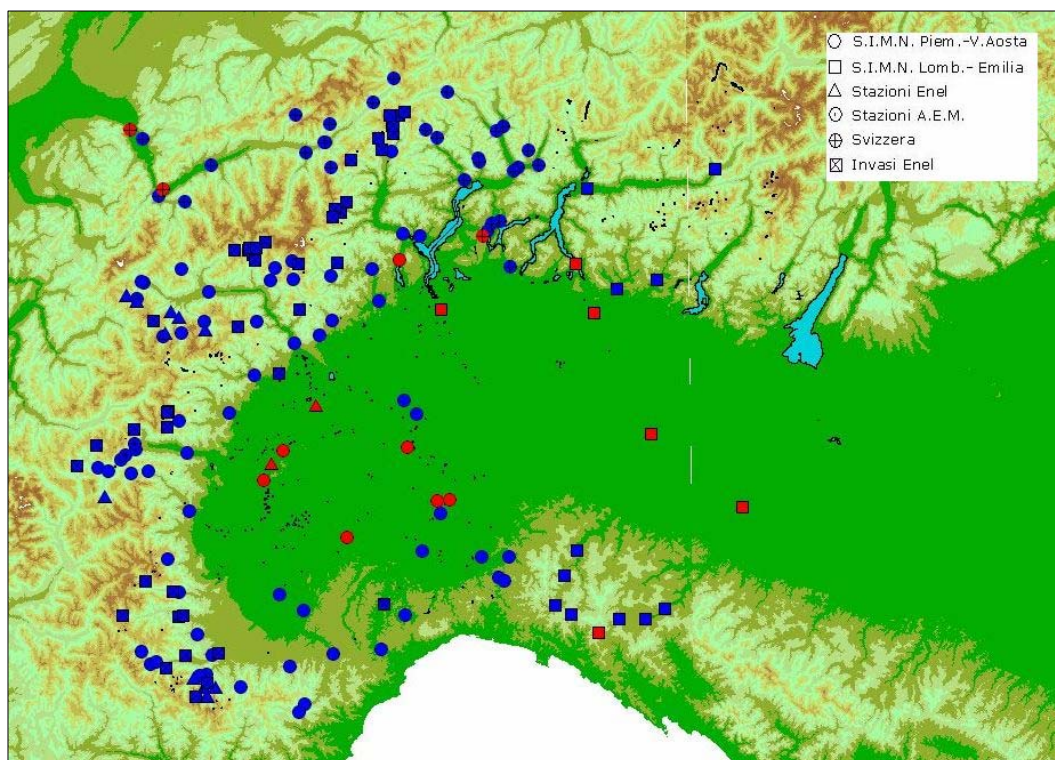 S.I.M.N. Piem.-V.Aosta
S.I.M.N. Lomb.- Emilia
Stazioni Enel
Stazioni A.E.M.
Svizzera
Invasi Enel